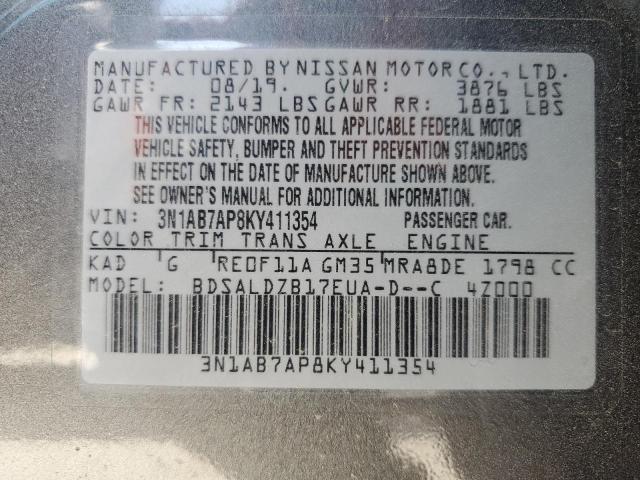 MANUFACTURED BY NISSAN MOTOR CO., LTD.
DATE: 08/19. GVWR: 3876 LBS
GAWR FR: 2143 LBS GAWR RR: 1881 LBS
THIS VEHICLE CONFORMS TO ALL APPLICABLE FEDERAL MOTOR
VEHICLE SAFETY, BUMPER AND THEFT PREVENTION STANDARDS
IN EFFECT ON THE DATE OF MANUFACTURE SHOWN ABOVE.
SEE OWNER'S MANUAL FOR ADDITIONAL INFORMATION.
VIN: 3N1AB7AP8KY411354 PASSENGER CAR.
COLOR TRIM TRANS AXLE ENGINE
KAD G RE0F11A GM35 MRA8DE 1798 CC
MODEL: BDSALDZB17EUA-D--C 4Z000
3N1AB7AP8KY411354